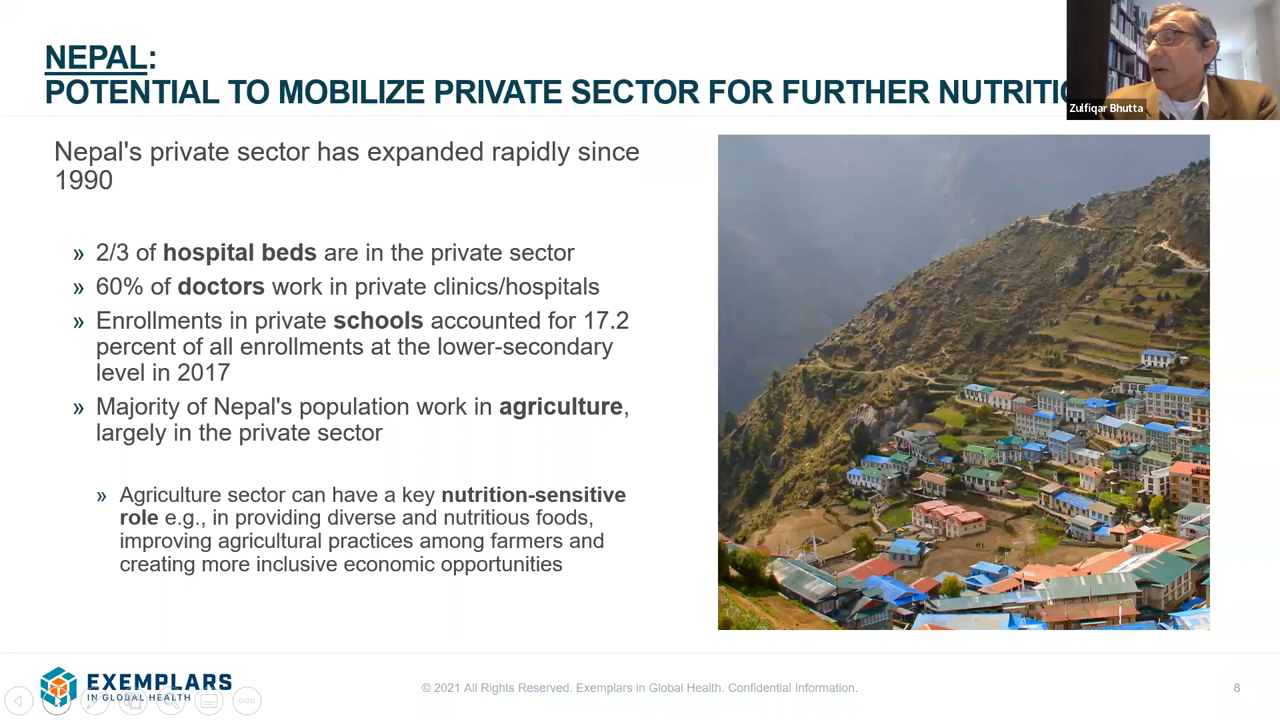 NEPAL:
POTENTIAL TO MOBILIZE PRIVATE SECTOR FOR FURTHER
Zulfiqar Bhutta
Nepal's private sector has expanded rapidly since
1990
» 2/3 of hospital beds are in the private sector
» 60% of doctors work in private clinics/hospitals
» Enrollments in private schools accounted for 17.2
percent of all enrollments at the lower-secondary
level in 2017
» Majority of Nepal's population work in agriculture,
largely in the private sector
» Agriculture sector can have a key nutrition-sensitive
role e.g., in providing diverse and nutritious foods,
improving agricultural practices among farmers and
creating more inclusive economic opportunities
EXEMPLARS
IN GLOBAL HEALTH
© 2021 All Rights Reserved. Exemplars in Global Health. Confidential Information.
8